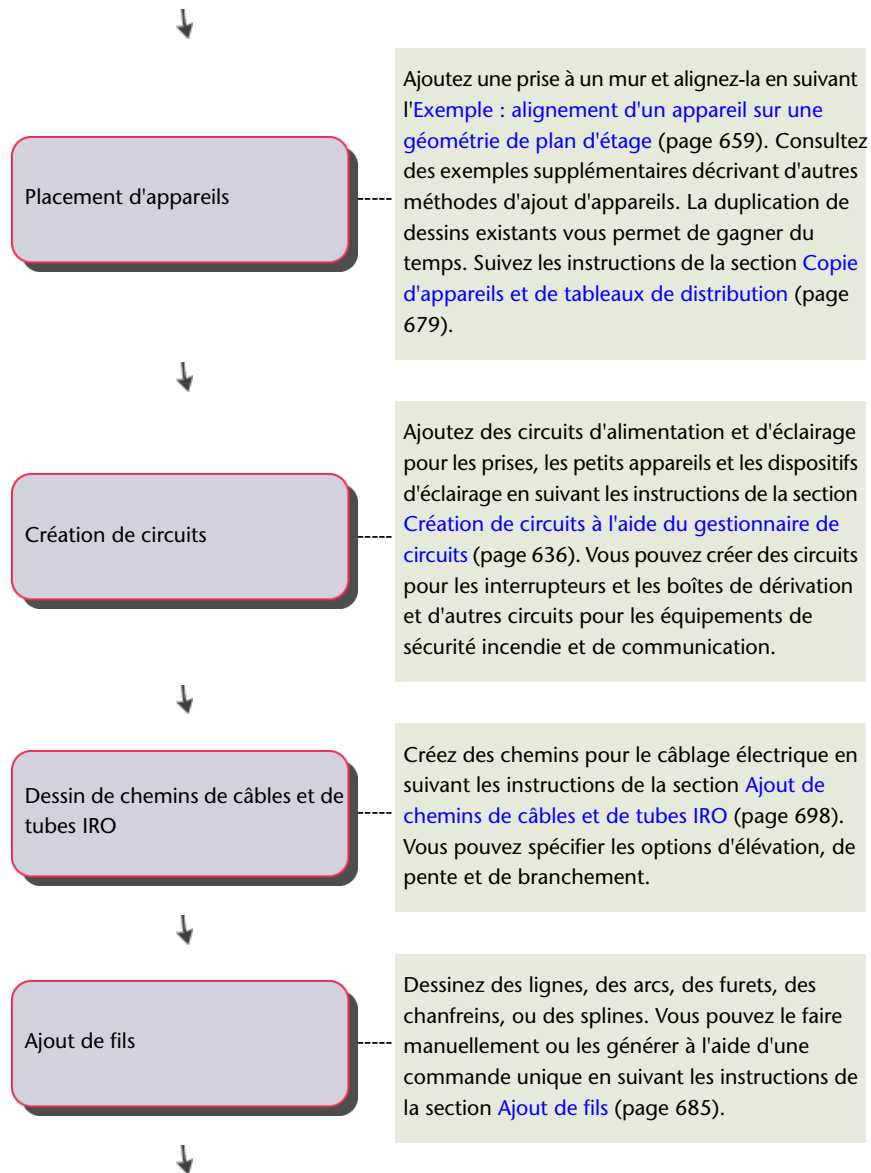 Placement d'appareils
Ajoutez une prise à un mur et alignez-la en suivant
l'Exemple : alignement d'un appareil sur une
géométrie de plan d'étage (page 659). Consultez
des exemples supplémentaires décrivant d'autres
méthodes d'ajout d'appareils. La duplication de
dessins existants vous permet de gagner du
temps. Suivez les instructions de la section Copie
d'appareils et de tableaux de distribution (page
679).
Création de circuits
Ajoutez des circuits d'alimentation et d'éclairage
pour les prises, les petits appareils et les dispositifs
d'éclairage en suivant les instructions de la section
Création de circuits à l'aide du gestionnaire de
circuits (page 636). Vous pouvez créer des circuits
pour les interrupteurs et les boîtes de dérivation
et d'autres circuits pour les équipements de
sécurité incendie et de communication.
Dessin de chemins de câbles et de
tubes IRO
Créez des chemins pour le câblage électrique en
suivant les instructions de la section Ajout de
chemins de câbles et de tubes IRO (page 698).
Vous pouvez spécifier les options d'élévation, de
pente et de branchement.
Ajout de fils
Dessinez des lignes, des arcs, des furets, des
chanfreins, ou des splines. Vous pouvez le faire
manuellement ou les générer à l'aide d'une
commande unique en suivant les instructions de
la section Ajout de fils (page 685).